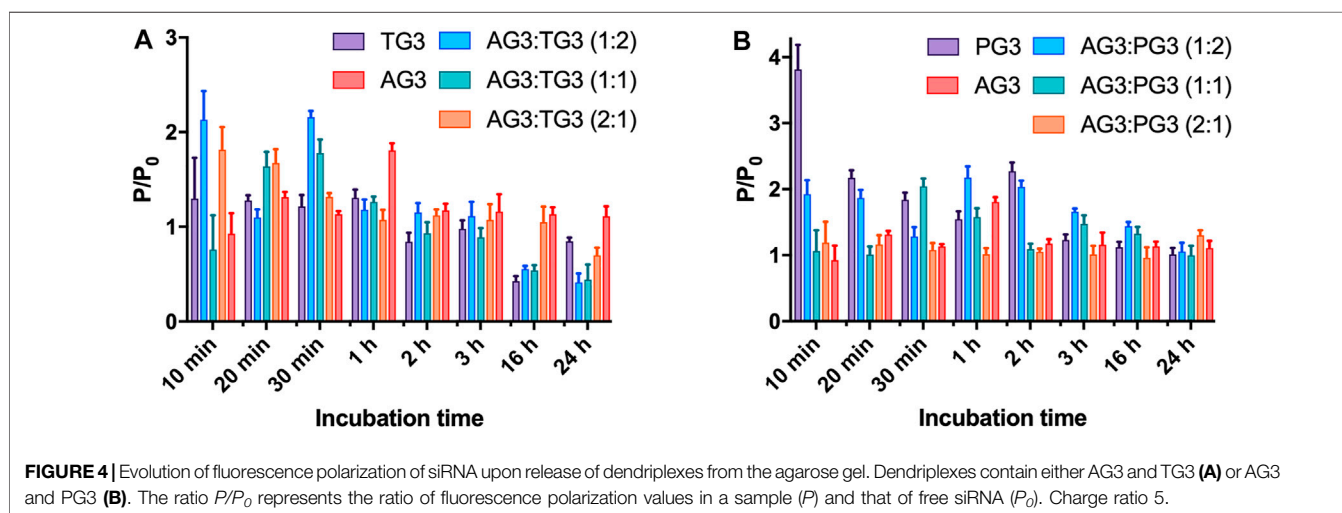 A
3
2
1
0
P/P0
TG3
AG3
AG3:TG3 (1:2)
AG3:TG3 (1:1)
AG3:TG3 (2:1)
10 min
20 min
30 min
1 h
2 h
3 h
16 h
24 h
Incubation time
B
4
3
2
1
0
P/P0
PG3
AG3
AG3:PG3 (1:2)
AG3:PG3 (1:1)
AG3:PG3 (2:1)
10 min
20 min
30 min
1 h
2 h
3 h
16 h
24 h
Incubation time
FIGURE 4 | Evolution of fluorescence polarization of siRNA upon release of dendriplexes from the agarose gel. Dendriplexes contain either AG3 and TG3 (A) or AG3
and PG3 (B). The ratio P/P0 represents the ratio of fluorescence polarization values in a sample (P) and that of free siRNA (P0). Charge ratio 5.